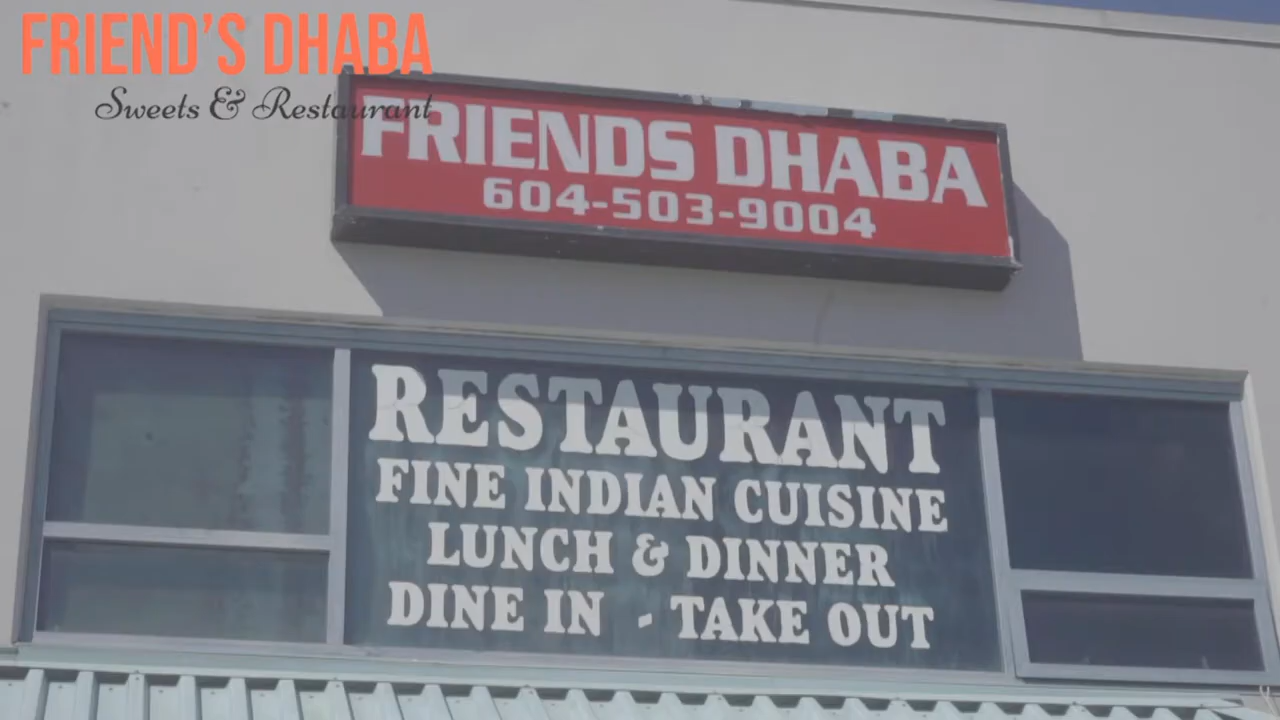 FRIEND'S DHABA
Sweets & Restaurant
FRIENDS DHABA
604-503-9004
RESTAURANT
FINE INDIAN CUISINE
LUNCH & DINNER
DINE IN - TAKE OUT